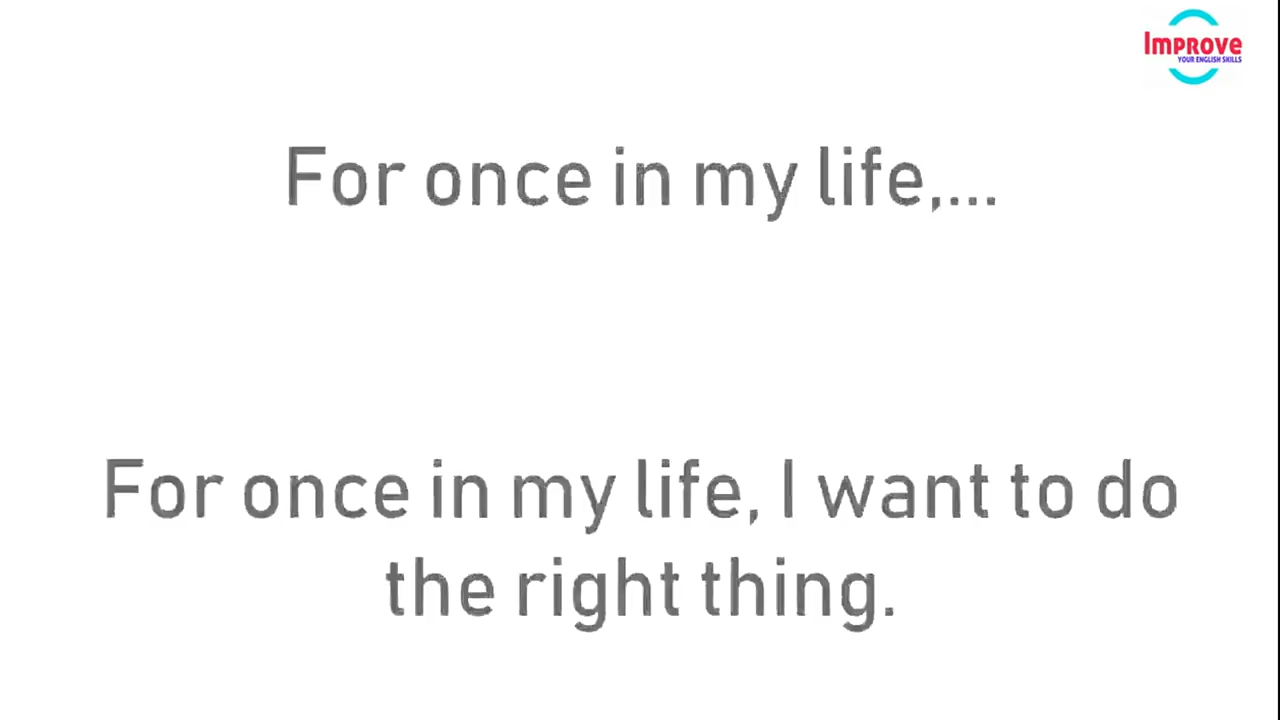 Improve
YOUR ENGLISH SKILLS
For once in my life,...
For once in my life, I want to do
the right thing.